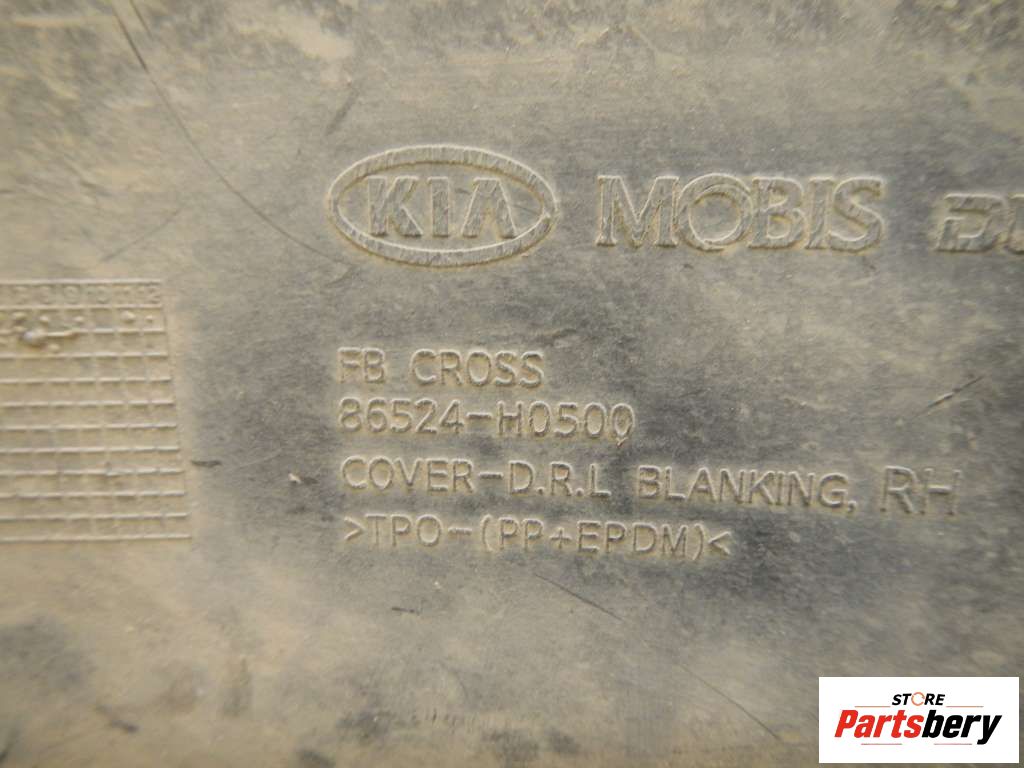 KIA MOBIS
FB CROSS
86524-H0500
COVER-D.R.L BLANKING, RH
>TPO-(PP+EPDM)<
STORE
Partsbery